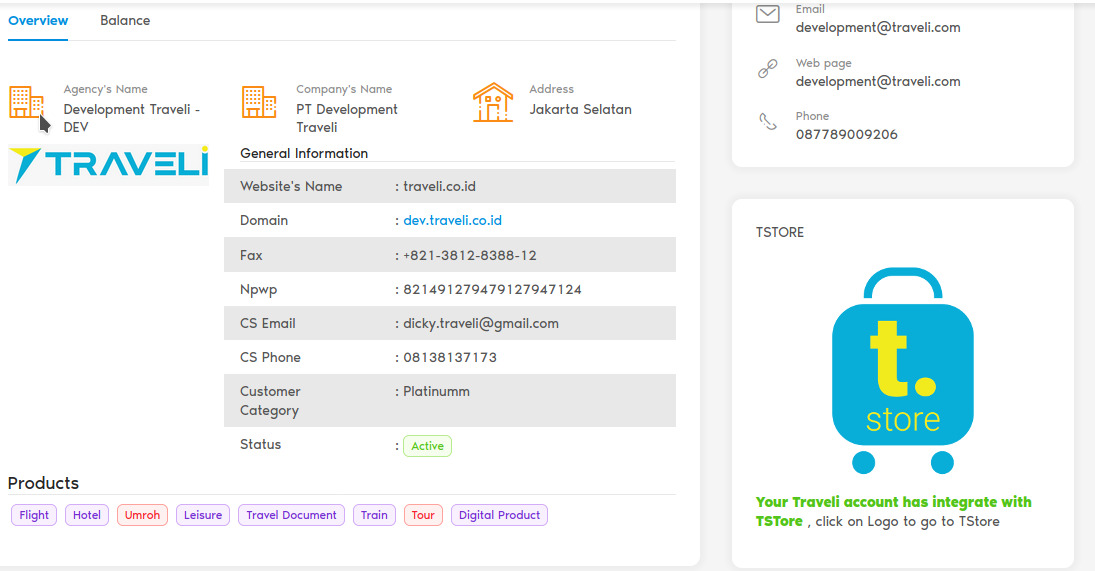 Overview Balance
Agency's Name
Development Traveli -
DEV
Company's Name
PT Development
Traveli
Address
Jakarta Selatan
TRAVELI
General Information
Website's Name : traveli.co.id
Domain : dev.traveli.co.id
Fax : +821-3812-8388-12
Npwp : 821491279479127947124
CS Email : dicky.traveli@gmail.com
CS Phone : 08138137173
Customer
Category : Platinumm
Status : Active
Products
Flight Hotel Umroh Leisure Travel Document Train Tour Digital Product
Email
development@traveli.com
Web page
development@traveli.com
Phone
087789009206
TSTORE
t.
store
Your Traveli account has integrate with
TSTore , click on Logo to go to TStore